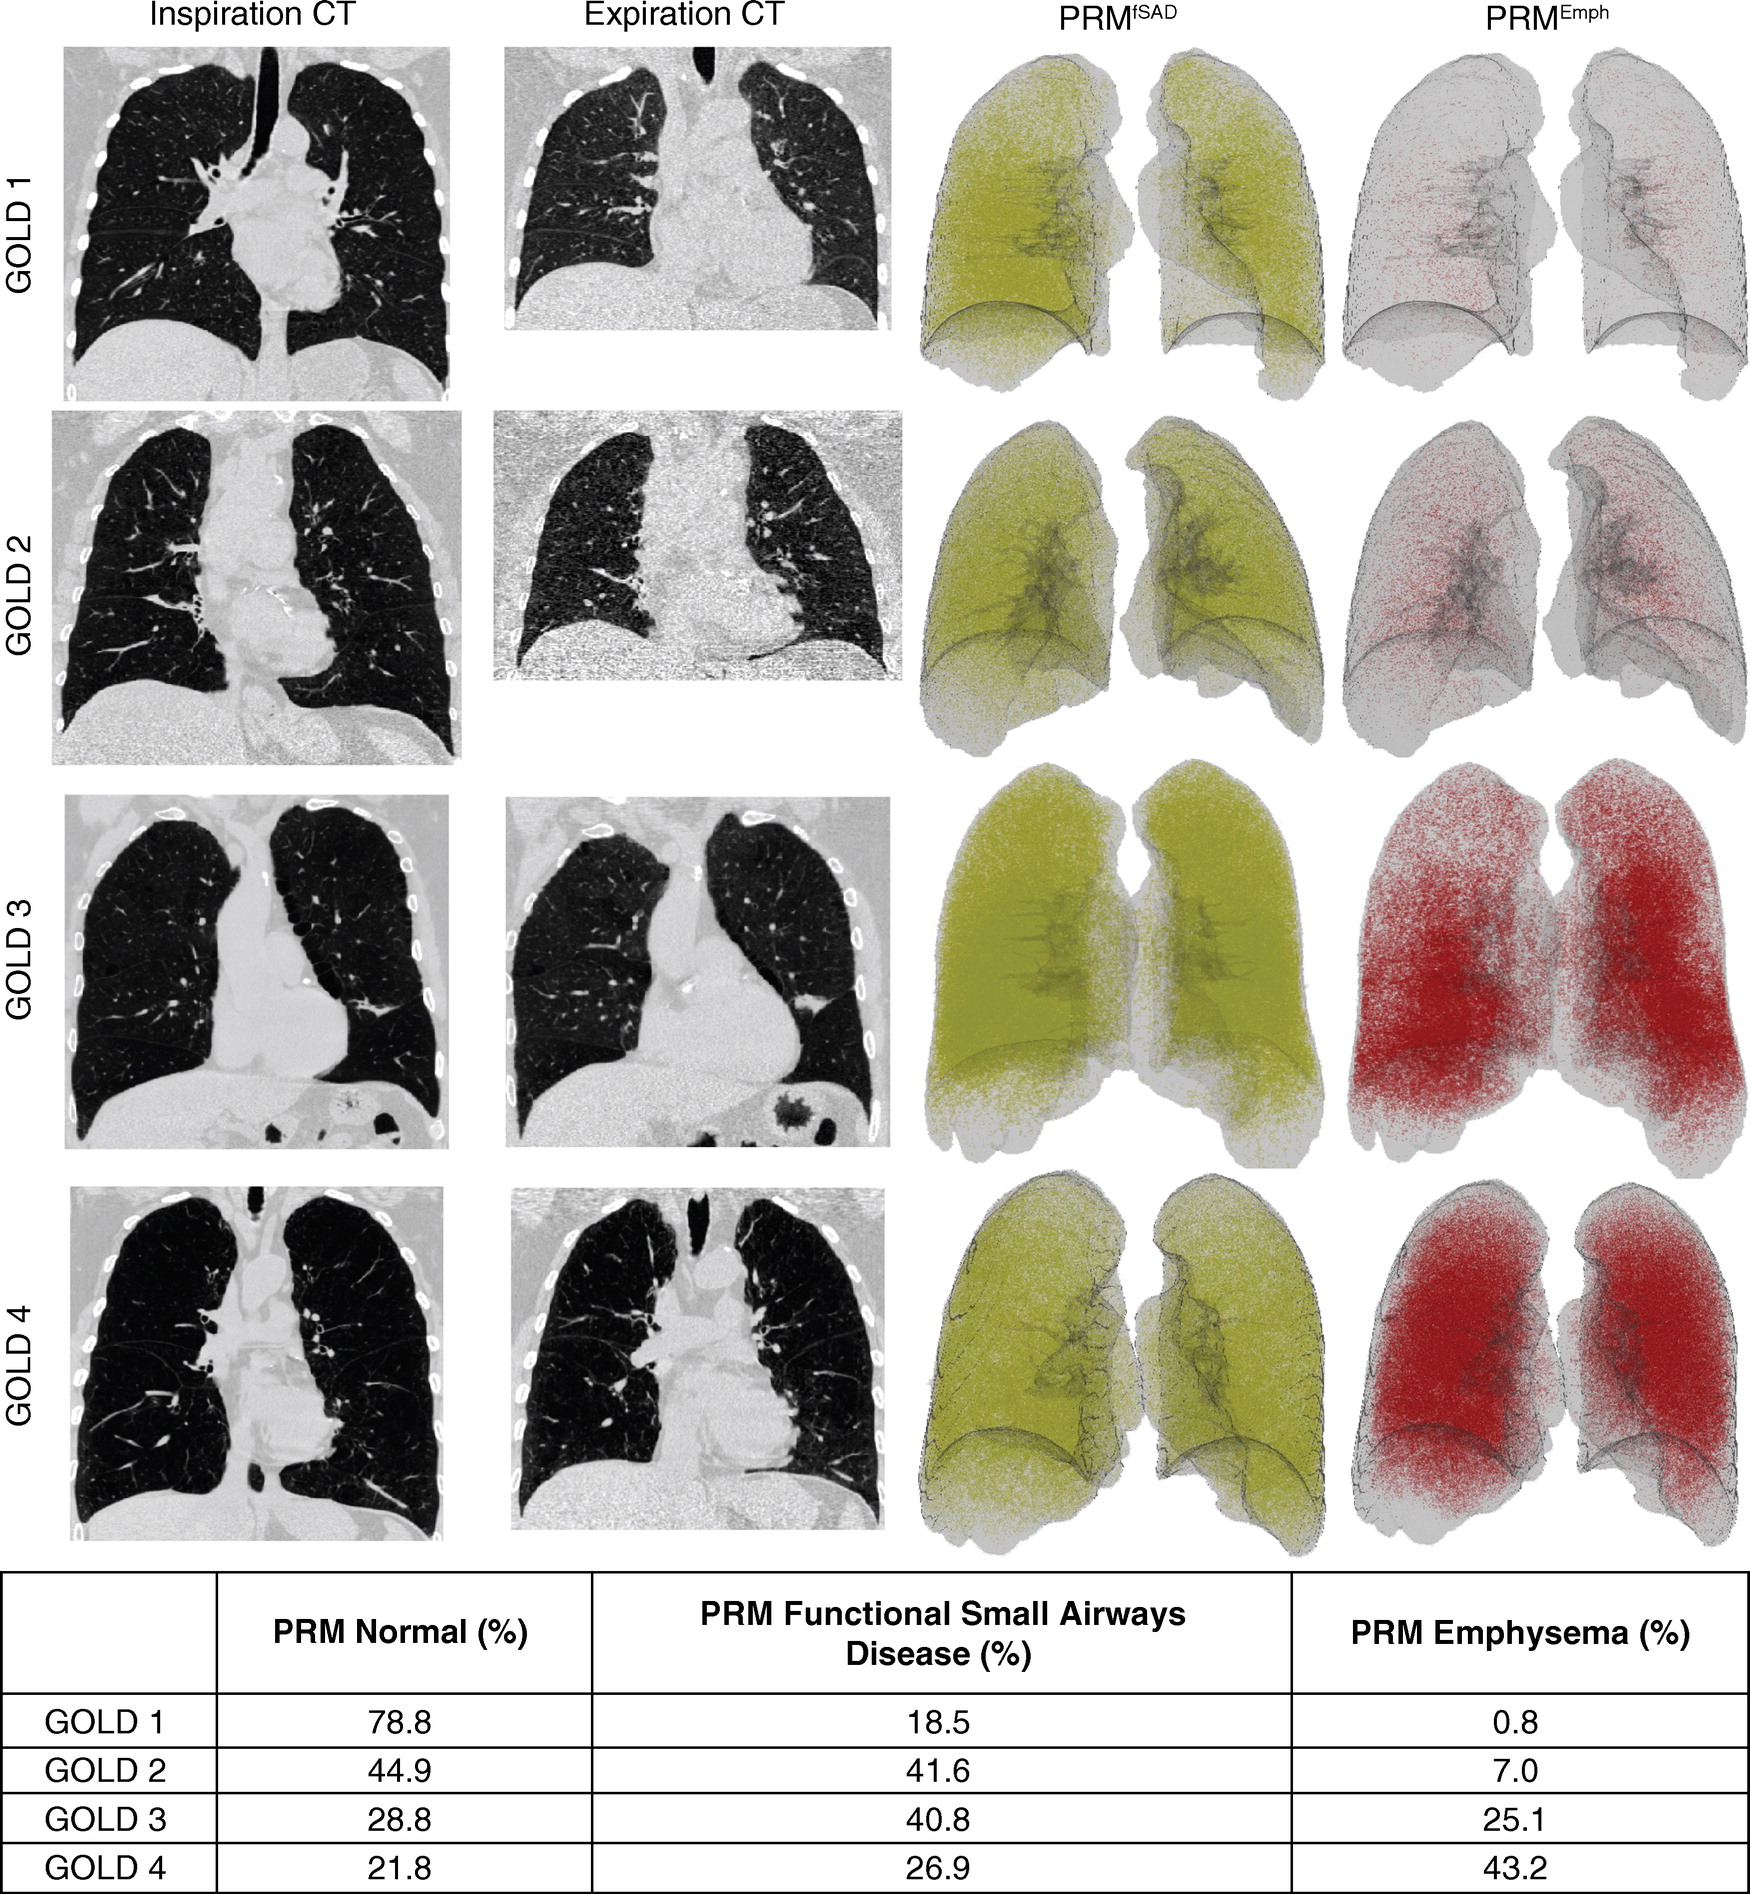 Inspiration CT Expiration CT PRMfSAD PRMEmph
GOLD 1
GOLD 2
GOLD 3
GOLD 4
PRM Normal (%) PRM Functional Small Airways Disease (%) PRM Emphysema (%)
GOLD 1 78.8 18.5 0.8
GOLD 2 44.9 41.6 7.0
GOLD 3 28.8 40.8 25.1
GOLD 4 21.8 26.9 43.2